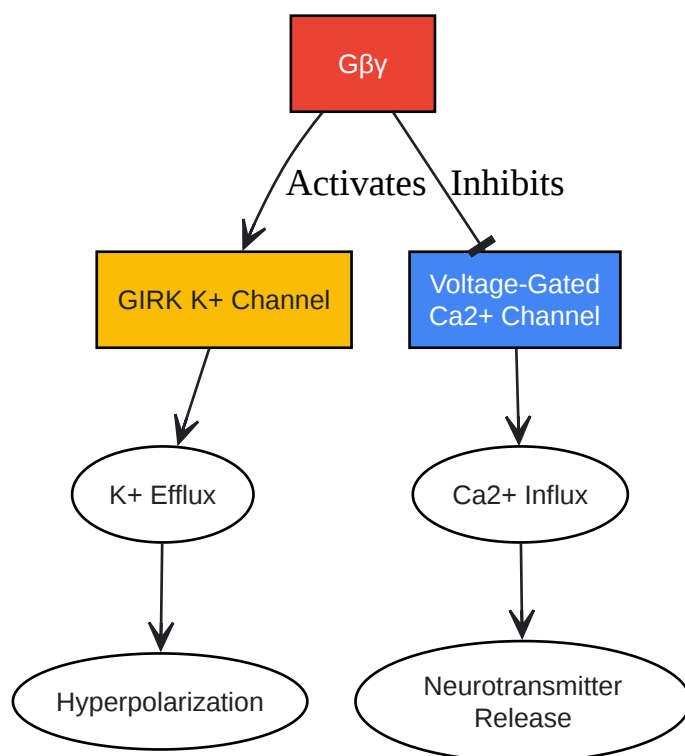 Gβγ
Activates
Inhibits
GIRK K+ Channel
Voltage-Gated
Ca2+ Channel
K+ Efflux
Ca2+ Influx
Hyperpolarization
Neurotransmitter
Release